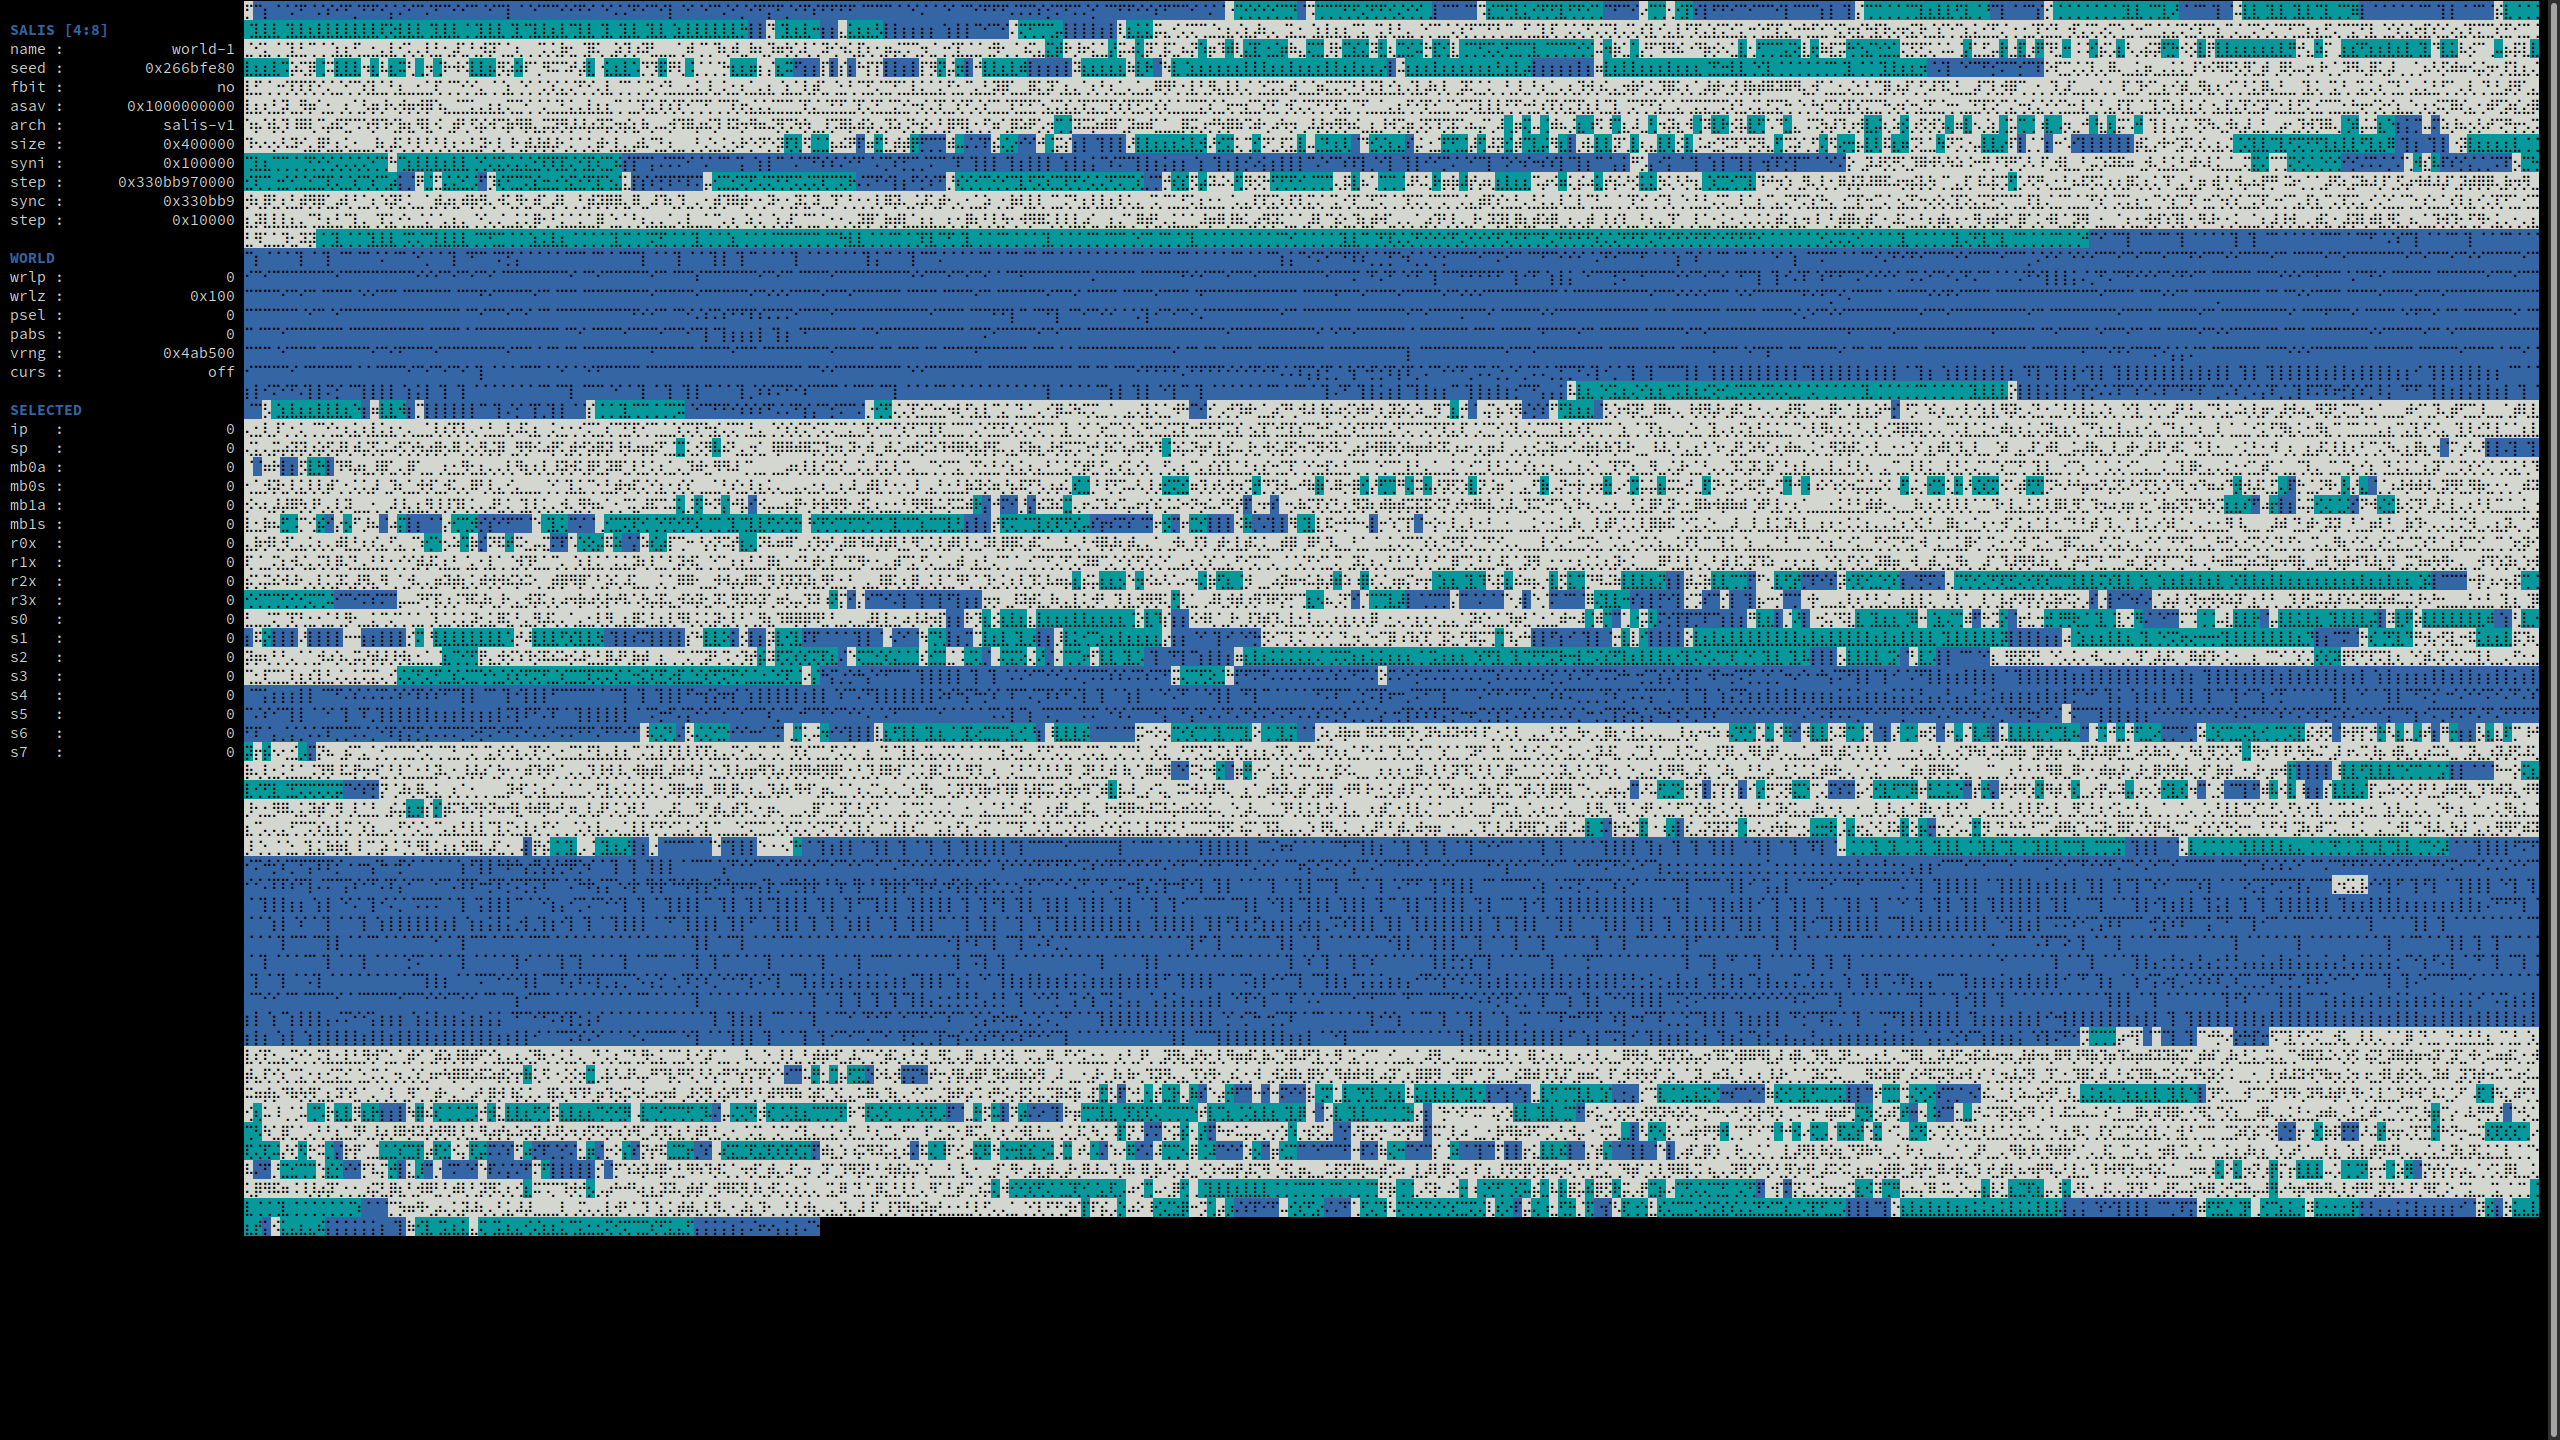 SALIS [4:8]
name : world-1
seed : 0x266bfe80
fbit : no
asav : 0x1000000000
arch : salis-v1
size : 0x400000
syni : 0x100000
step : 0x330bb970000
sync : 0x330bb9
step : 0x10000
WORLD
wrlp : 0
wrlz : 0x100
psel : 0
pabs : 0
vrng : 0x4ab500
curs : off
SELECTED
ip : 0
sp : 0
mb0a : 0
mb0s : 0
mb1a : 0
mb1s : 0
r0x : 0
r1x : 0
r2x : 0
r3x : 0
s0 : 0
s1 : 0
s2 : 0
s3 : 0
s4 : 0
s5 : 0
s6 : 0
s7 : 0